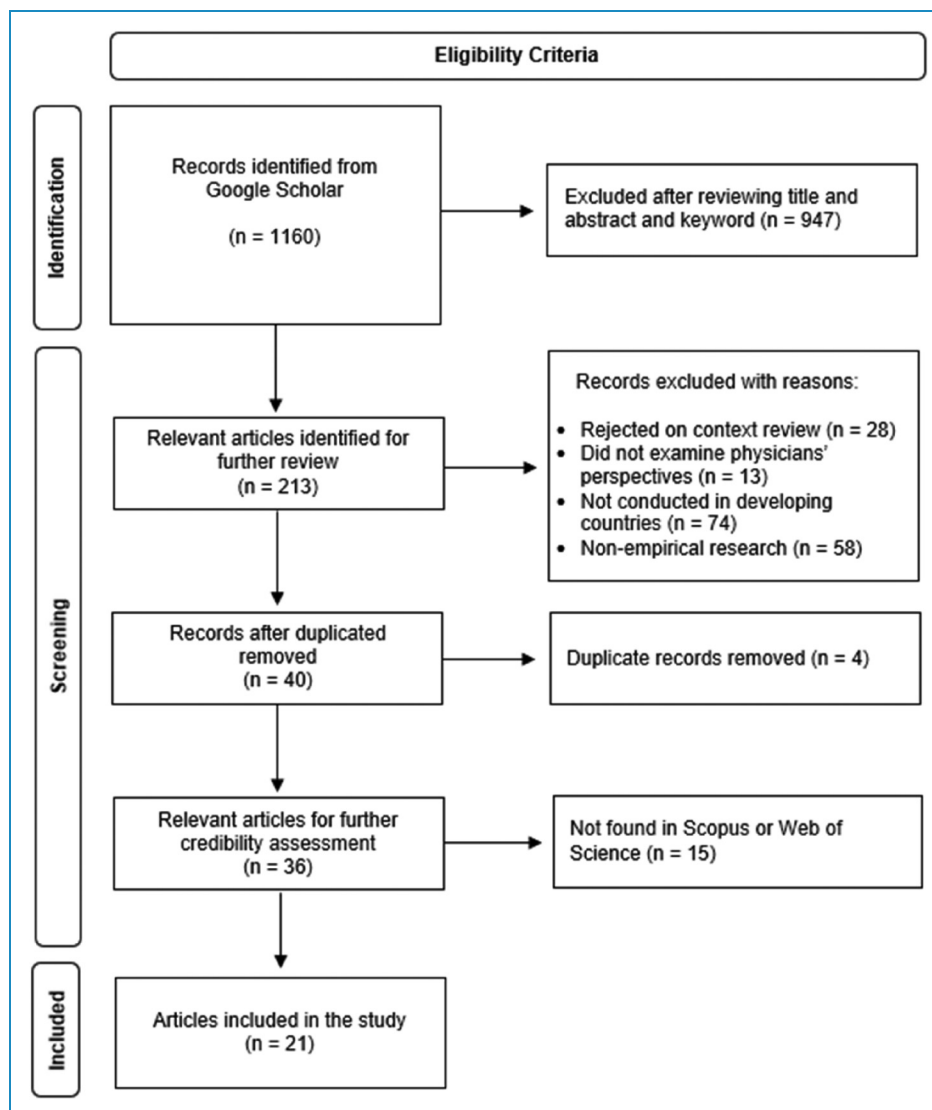 Eligibility Criteria
Identification
Records identified from
Google Scholar
(n = 1160)
Excluded after reviewing title and
abstract and keyword (n = 947)
Screening
Relevant articles identified for
further review
(n = 213)
Records excluded with reasons:
• Rejected on context review (n = 28)
• Did not examine physicians'
perspectives (n = 13)
• Not conducted in developing
countries (n = 74)
• Non-empirical research (n = 58)
Records after duplicated
removed
(n = 40)
Duplicate records removed (n = 4)
Relevant articles for further
credibility assessment
(n = 36)
Not found in Scopus or Web of
Science (n = 15)
Included
Articles included in the study
(n = 21)